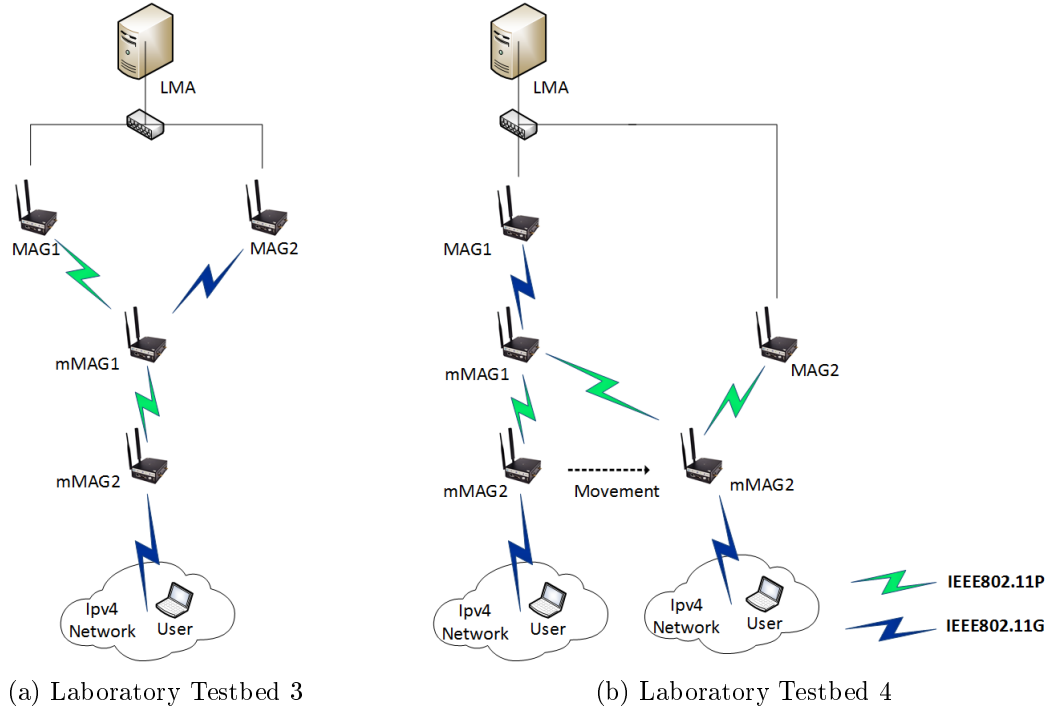 LMA
MAG1
MAG2
mMAG1
mMAG2
Ipv4
Network
User
(a) Laboratory Testbed 3
LMA
MAG1
mMAG1
MAG2
mMAG2
Movement
mMAG2
Ipv4
Network
User
Ipv4
Network
User
IEEE802.11P
IEEE802.11G
(b) Laboratory Testbed 4